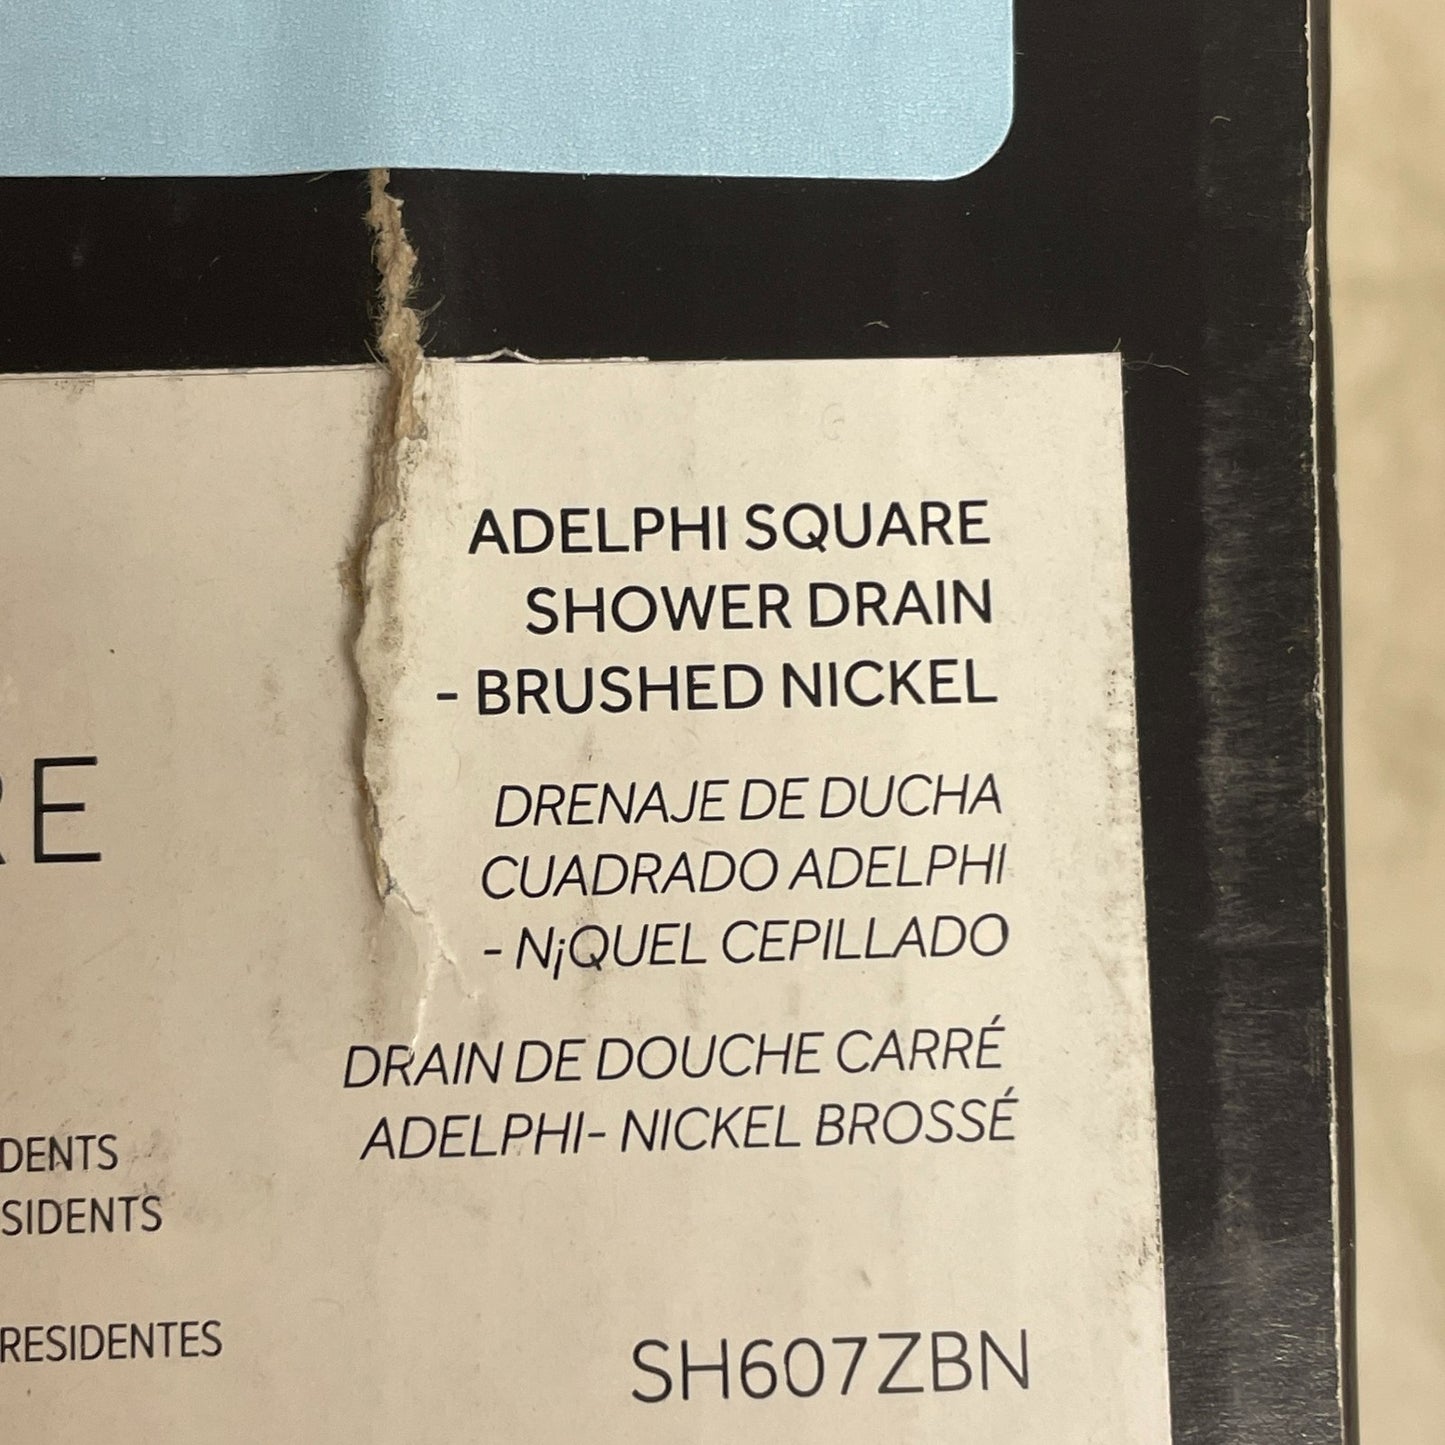 ADELPHI SQUARE
SHOWER DRAIN
- BRUSHED NICKEL
DRENAJE DE DUCHA
CUADRADO ADELPHI
- N¡QUEL CEPILLADO
DRAIN DE DOUCHE CARRÉ
ADELPHI- NICKEL BROSSÉ
RE
DENTS
SIDENTS
RESIDENTES
SH607ZBN